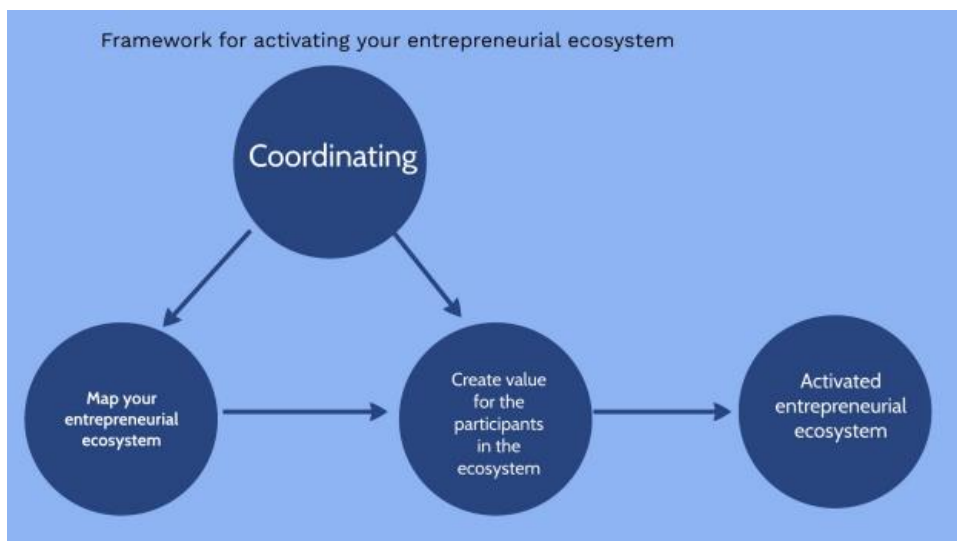 Framework for activating your entrepreneurial ecosystem
Coordinating
Map your
entrepreneurial
ecosystem
Create value
for the
participants
in the
ecosystem
Activated
entrepreneurial
ecosystem